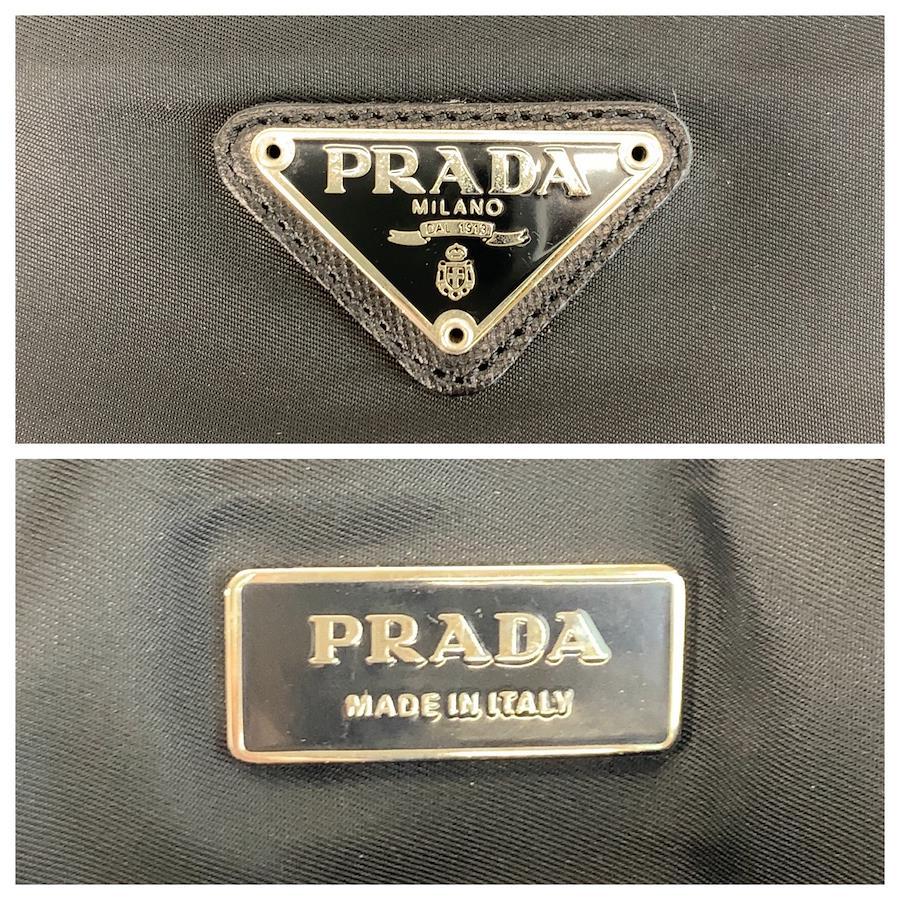 PRADA
MILANO
DAL 1913
PRADA
MADE IN ITALY